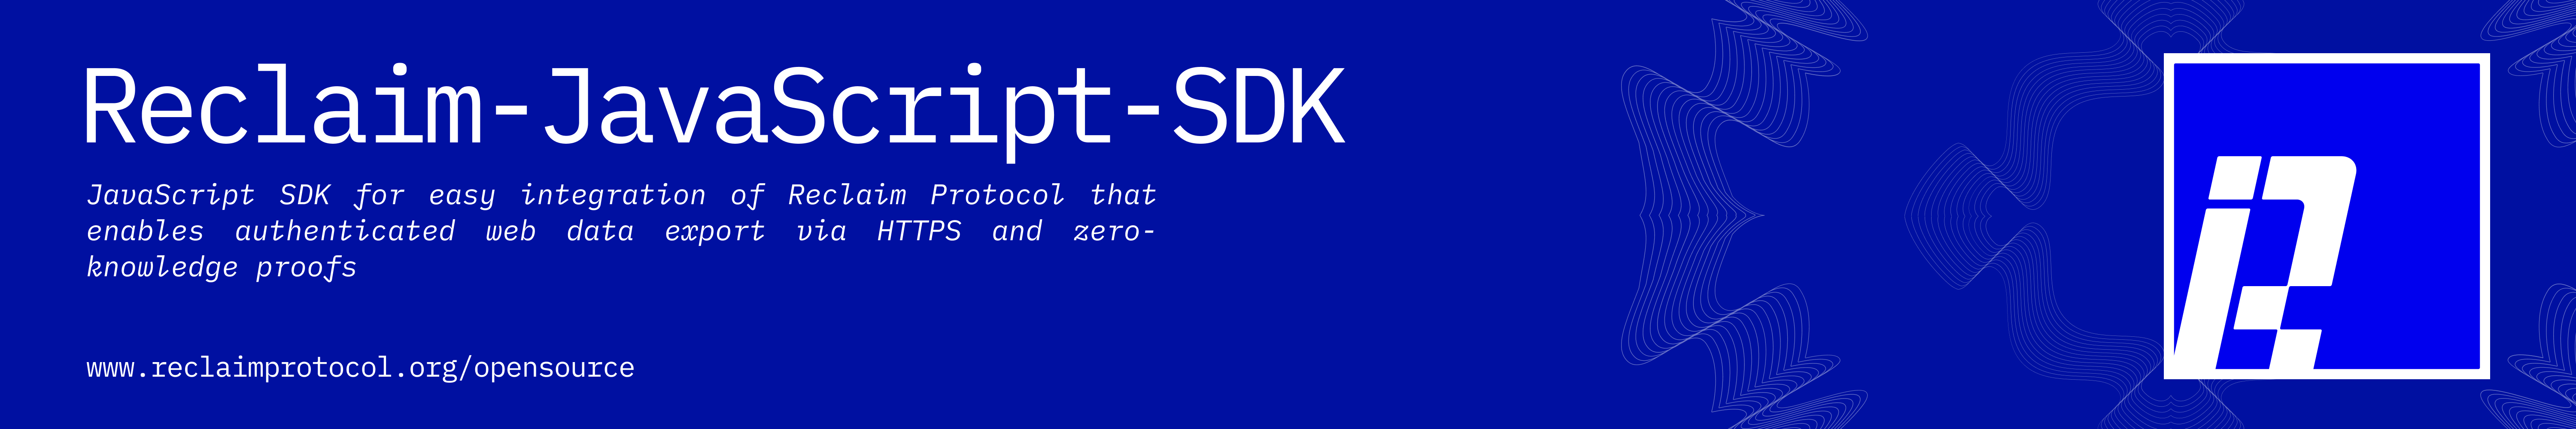 Reclaim-JavaScript-SDK
JavaScript SDK for easy integration of Reclaim Protocol that
enables authenticated web data export via HTTPS and zero-
knowledge proofs
www.reclaimprotocol.org/opensource